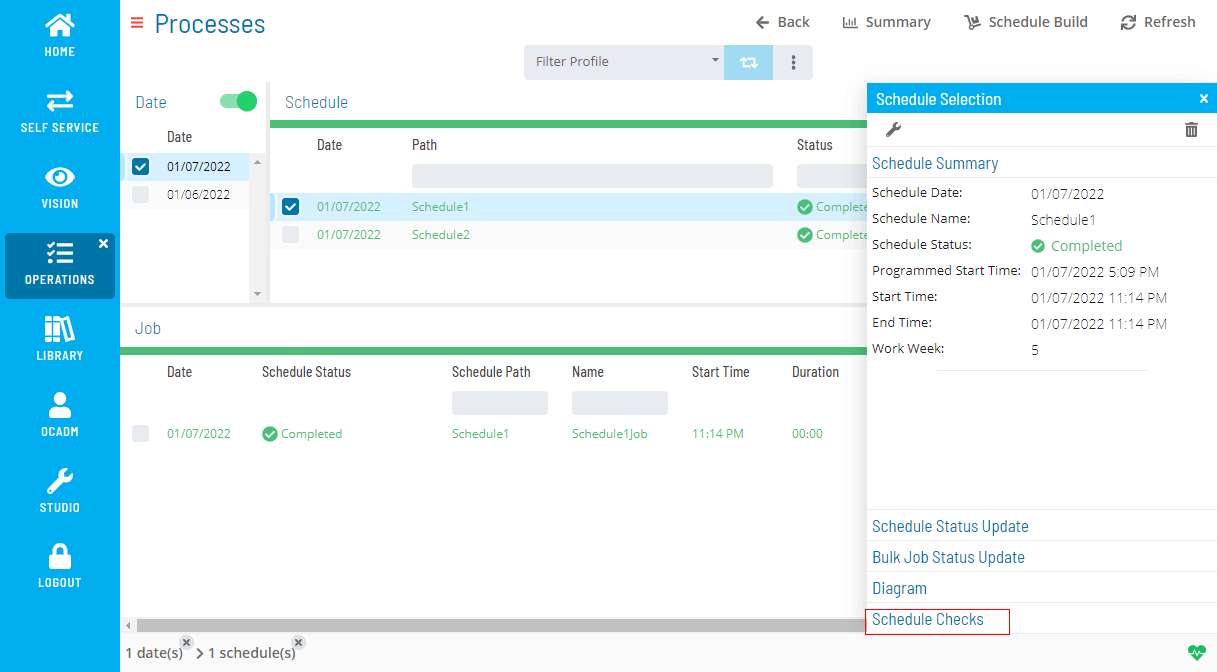 HOME
SELF SERVICE
VISION
OPERATIONS
LIBRARY
OCADM
STUDIO
LOGOUT
Processes
Back Summary Schedule Build Refresh
Filter Profile
Date
Date
01/07/2022
01/06/2022
Schedule
Date Path Status
01/07/2022 Schedule1 Complete
01/07/2022 Schedule2 Complete
Job
Date Schedule Status Schedule Path Name Start Time Duration
01/07/2022 Completed Schedule1 Schedule1Job 11:14 PM 00:00
Schedule Selection
Schedule Summary
Schedule Date: 01/07/2022
Schedule Name: Schedule1
Schedule Status: Completed
Programmed Start Time: 01/07/2022 5:09 PM
Start Time: 01/07/2022 11:14 PM
End Time: 01/07/2022 11:14 PM
Work Week: 5
Schedule Status Update
Bulk Job Status Update
Diagram
Schedule Checks
1 date(s) > 1 schedule(s)